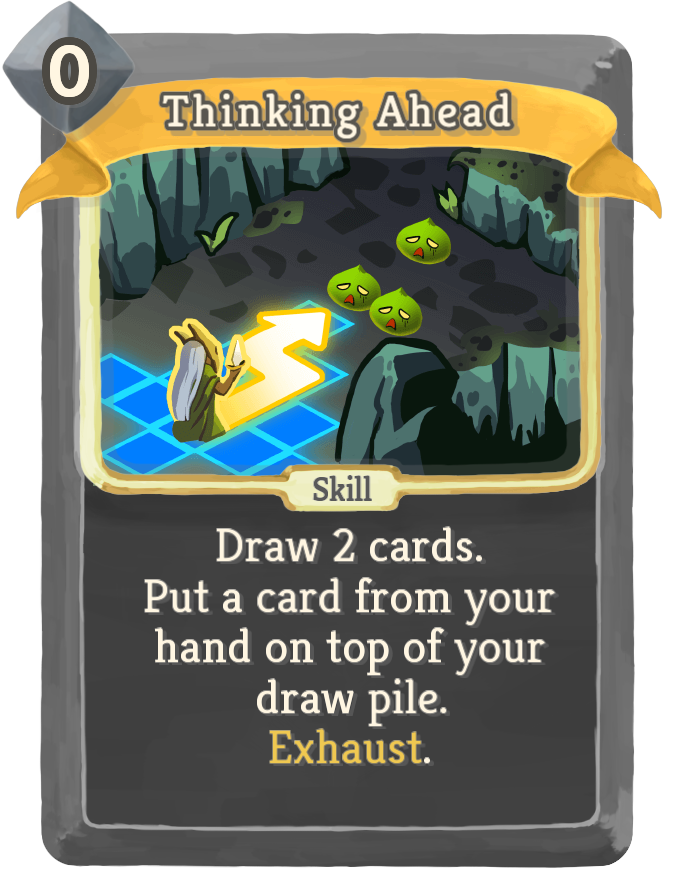 0
Thinking Ahead
Skill
Draw 2 cards.
Put a card from your
hand on top of your
draw pile.
Exhaust.